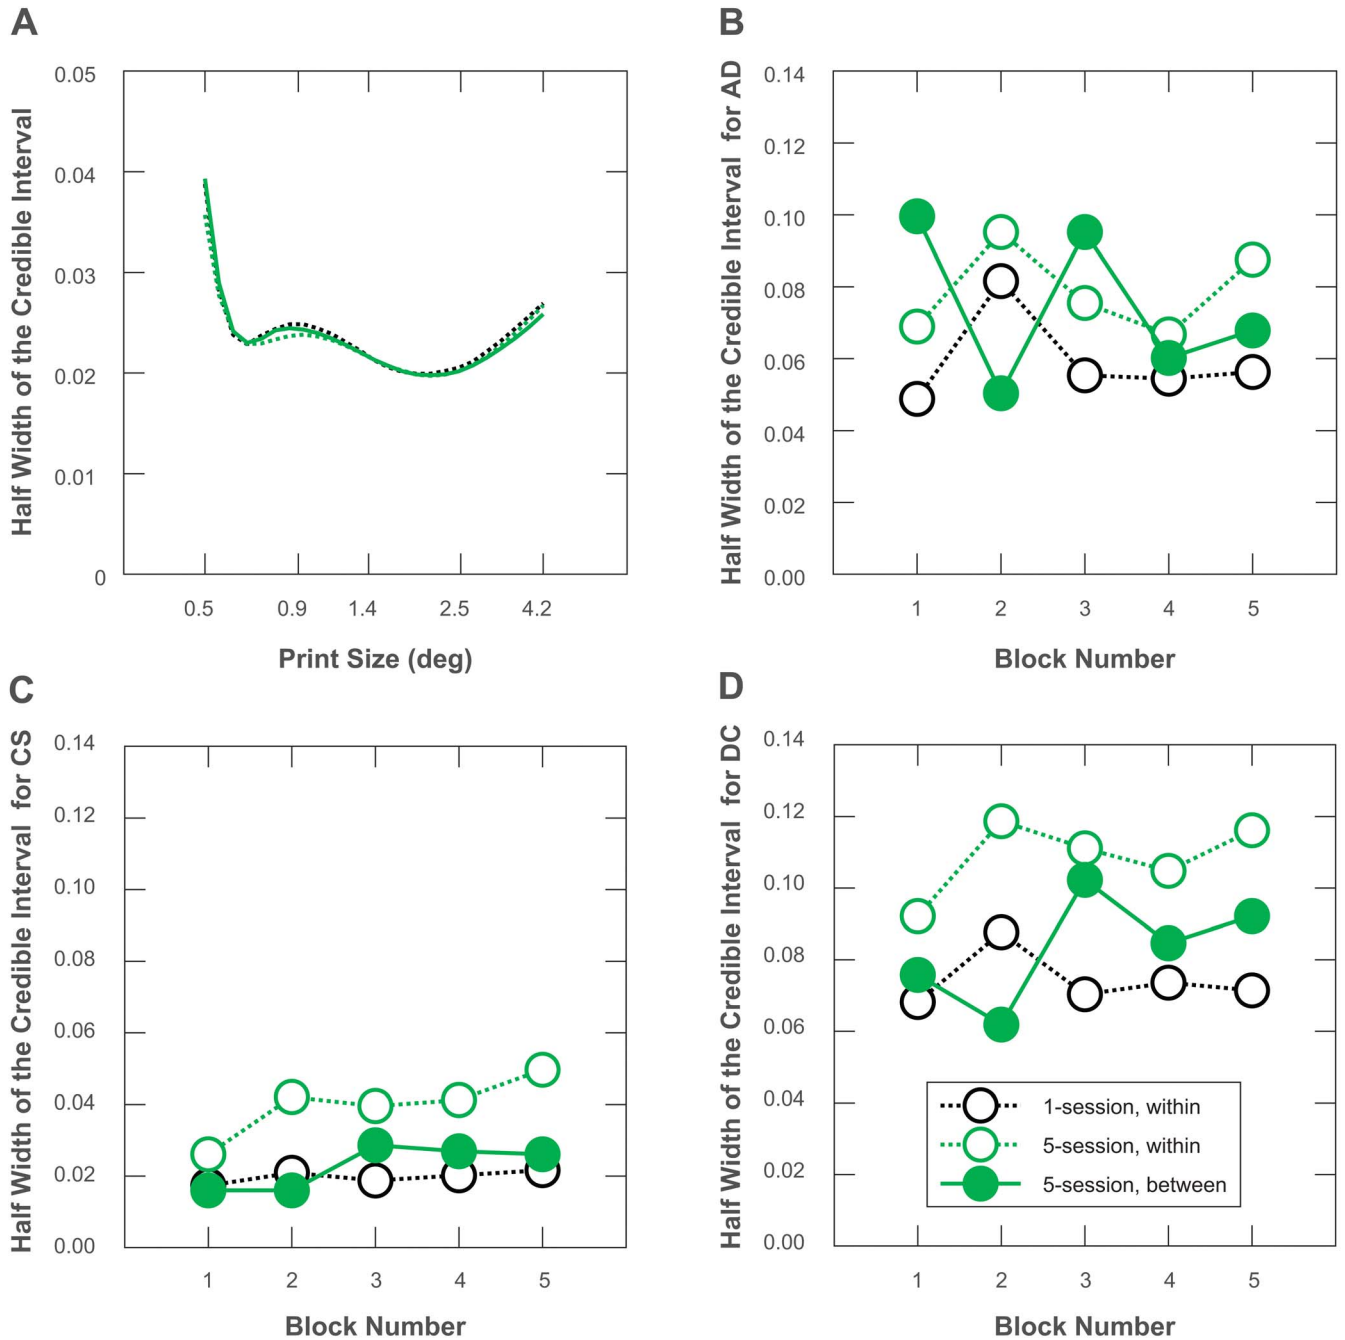 A
Half Width of the Credible Interval
0.05
0.04
0.03
0.02
0.01
0
0.5 0.9 1.4 2.5 4.2
Print Size (deg)
B
Half Width of the Credible Interval for AD
0.14
0.12
0.10
0.08
0.06
0.04
0.02
0.00
1 2 3 4 5
Block Number
C
Half Width of the Credible Interval for CS
0.14
0.12
0.10
0.08
0.06
0.04
0.02
0.00
1 2 3 4 5
Block Number
D
Half Width of the Credible Interval for DC
0.14
0.12
0.10
0.08
0.06
0.04
0.02
0.00
1-session, within
5-session, within
5-session, between
1 2 3 4 5
Block Number